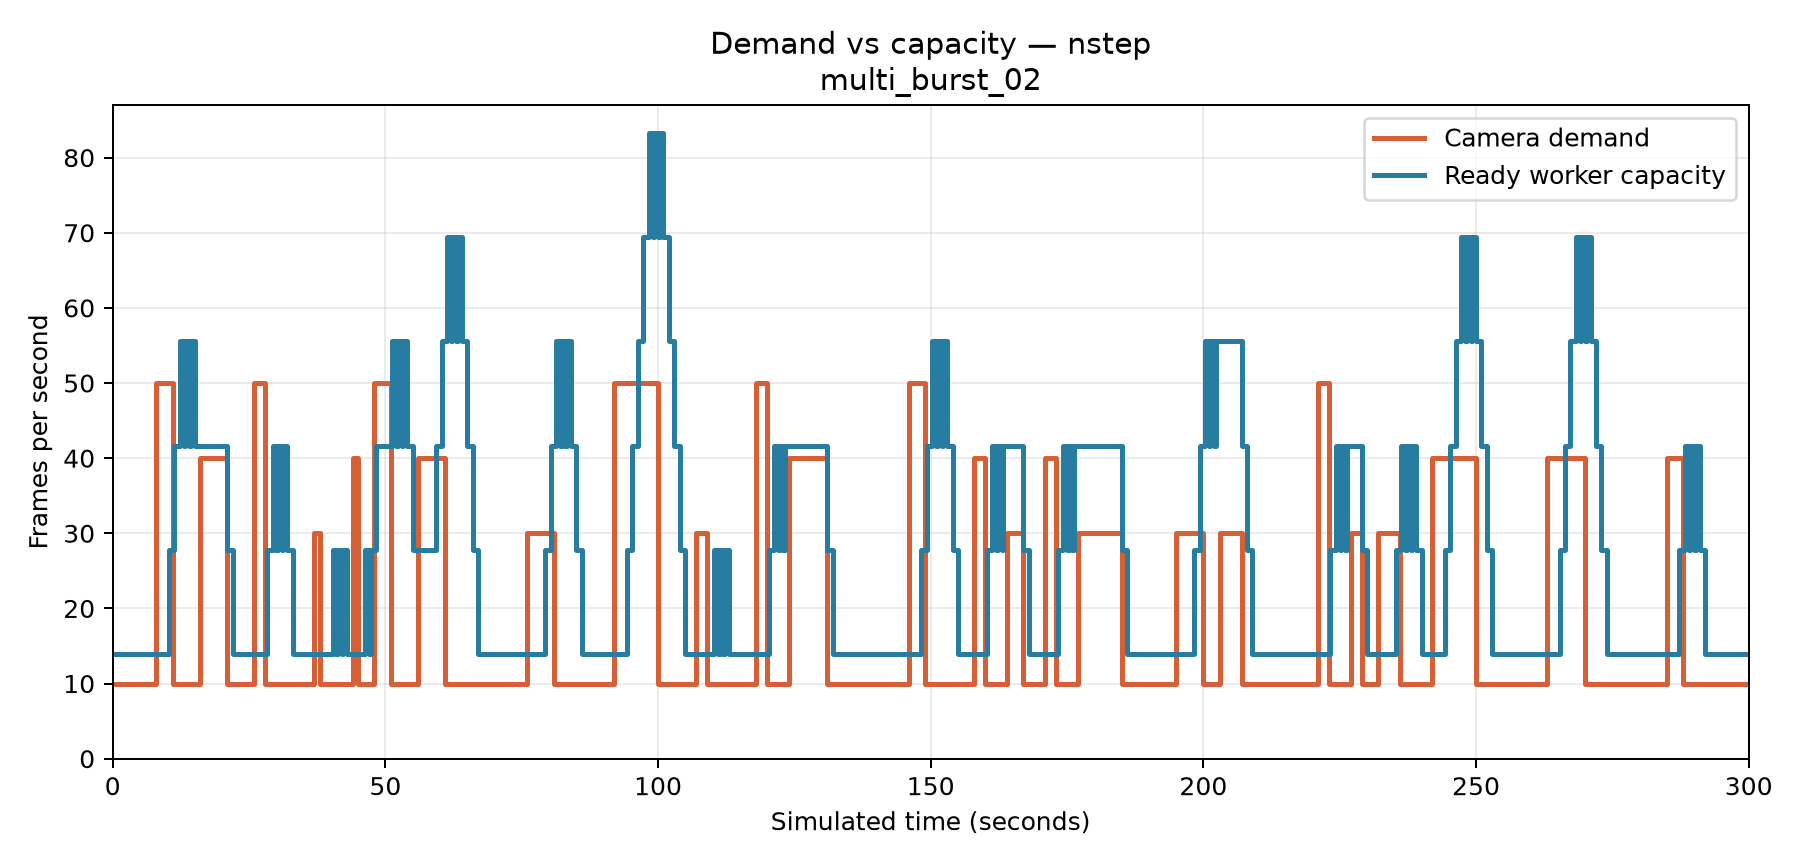 Demand vs capacity — nstep
multi_burst_02
Camera demand
Ready worker capacity
Frames per second
80
70
60
50
40
30
20
10
0
0 50 100 150 200 250 300
Simulated time (seconds)